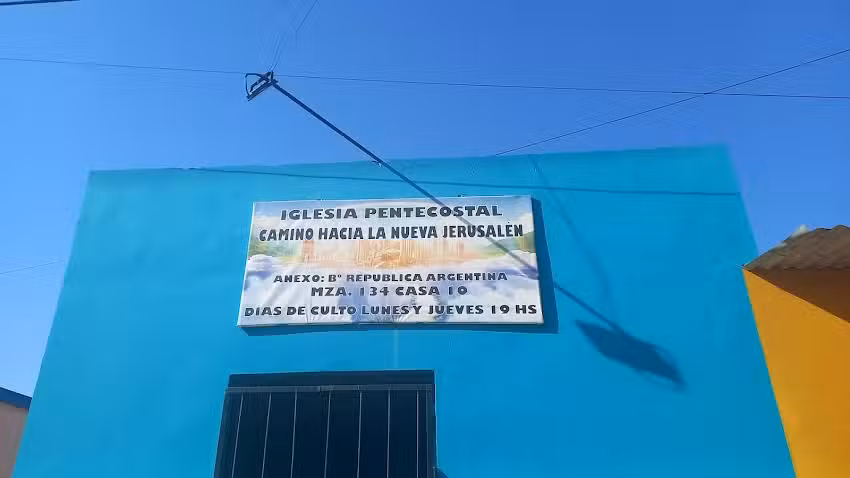 IGLESIA PENTECOSTAL
CAMINO HACIA LA NUEVA JERUSALÉN
ANEXO: Bº REPUBLICA ARGENTINA
MZA. 134 CASA 10
DIAS DE CULTO LUNES Y JUEVES 19 HS